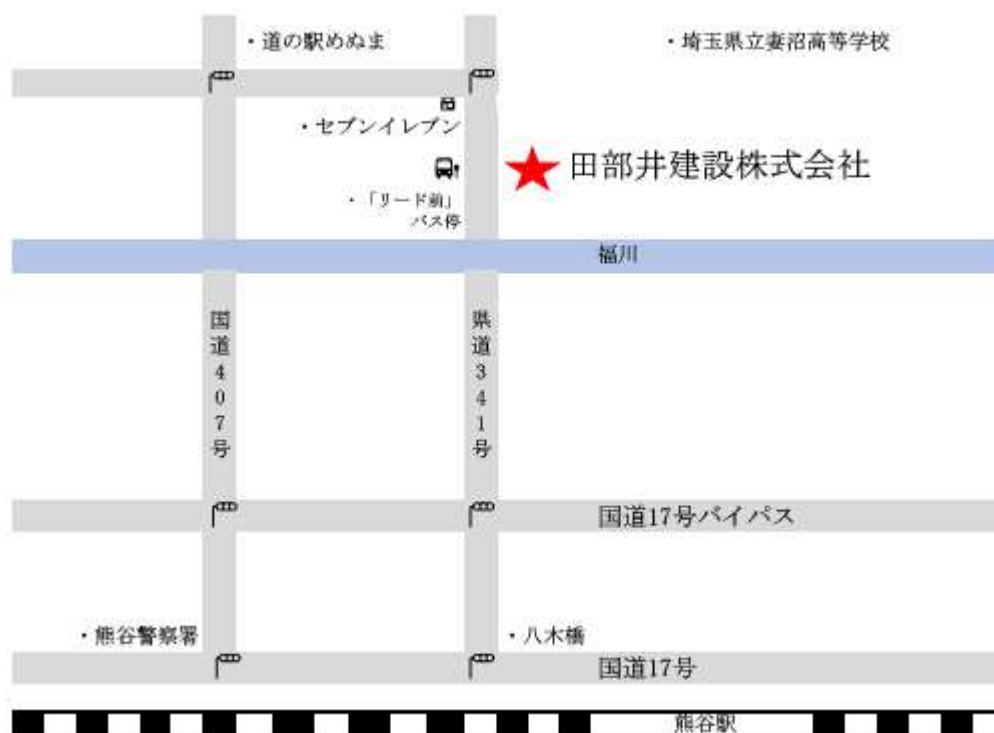 ・道の駅めぬま
・埼玉県立妻沼高等学校
・セブンイレブン
田部井建設株式会社
・「リード前」
バス停
福川
国道407号
県道341号
国道17号バイパス
・熊谷警察署
・八木橋
国道17号
熊谷駅